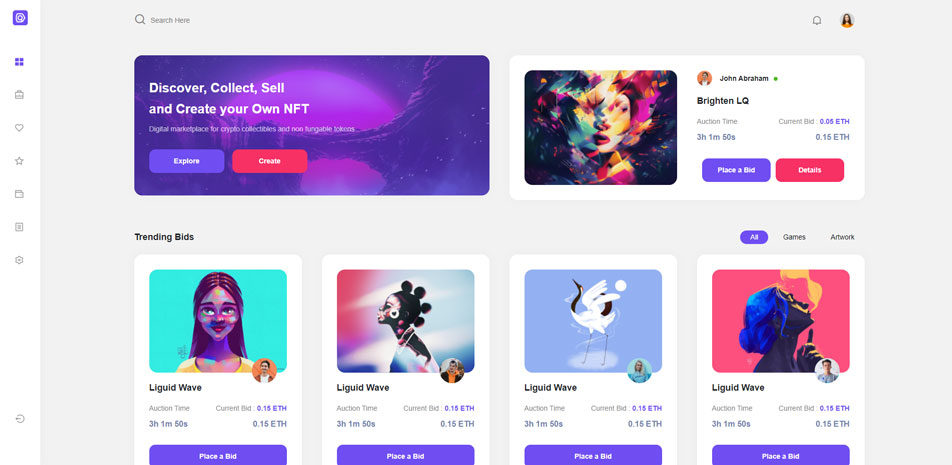 Search Here
Discover, Collect, Sell
and Create your Own NFT
Digital marketplace for crypto collectibles and non fungable tokens
Explore
Create
John Abraham
Brighten LQ
Auction Time
Current Bid : 0.05 ETH
3h 1m 50s
0.15 ETH
Place a Bid
Details
Trending Bids
All
Games
Artwork
Liguid Wave
Auction Time
Current Bid : 0.15 ETH
3h 1m 50s
0.15 ETH
Place a Bid
Liguid Wave
Auction Time
Current Bid : 0.15 ETH
3h 1m 50s
0.15 ETH
Place a Bid
Liguid Wave
Auction Time
Current Bid : 0.15 ETH
3h 1m 50s
0.15 ETH
Place a Bid
Liguid Wave
Auction Time
Current Bid : 0.15 ETH
3h 1m 50s
0.15 ETH
Place a Bid